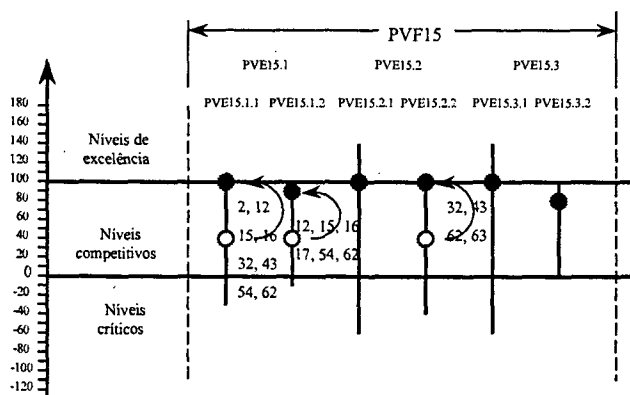 PVF15
PVE15.1 PVE15.2 PVE15.3
PVE15.1.1 PVE15.1.2 PVE15.2.1 PVE15.2.2 PVE15.3.1 PVE15.3.2
180
160
140
120
100
80
60
40
20
0
-20
-40
-60
-80
-100
-120
Níveis de
excelência
Níveis
competitivos
Níveis
críticos
2, 12
15, 16
32, 43
54, 62
12, 15, 16
17, 54, 62
32, 43
62, 63